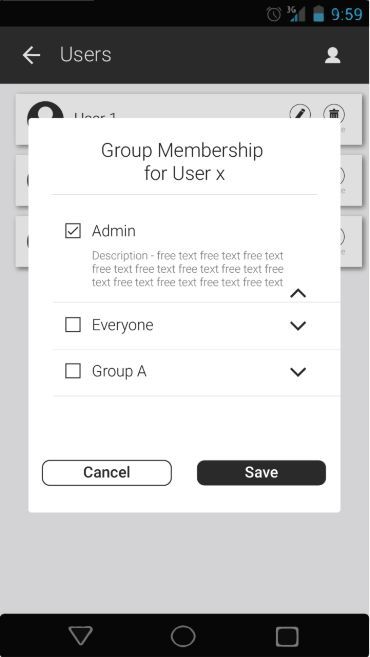 3G
9:59
Users
User 1
Group Membership
for User x
Admin
Description - free text free text free text
free text free text free text free text free
text free text free text free text free text
Everyone
Group A
Cancel
Save